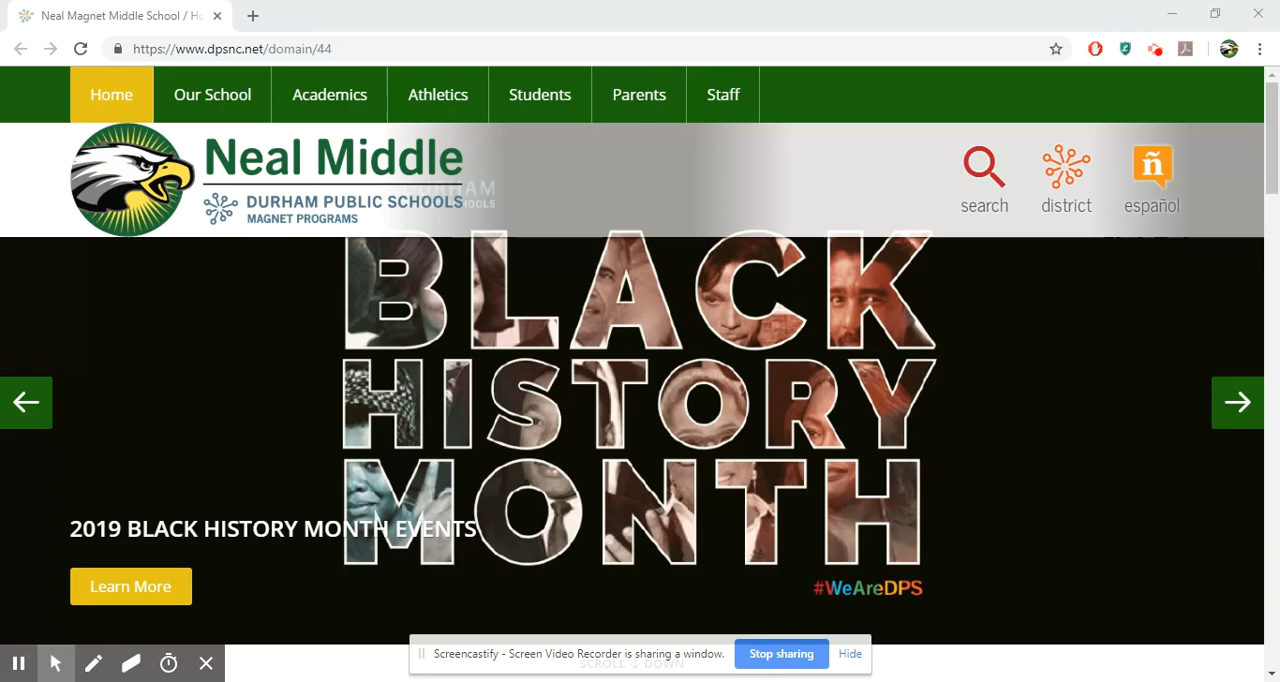 Neal Magnet Middle School / Ho
https://www.dpsnc.net/domain/44
Home Our School Academics Athletics Students Parents Staff
Neal Middle
DURHAM PUBLIC SCHOOLS
MAGNET PROGRAMS
search district español
BLACK
HISTORY
MONTH
2019 BLACK HISTORY MONTH EVENTS
Learn More
#WeAreDPS
Screencastify - Screen Video Recorder is sharing a window. Stop sharing Hide
SCROLL ↓ DOWN